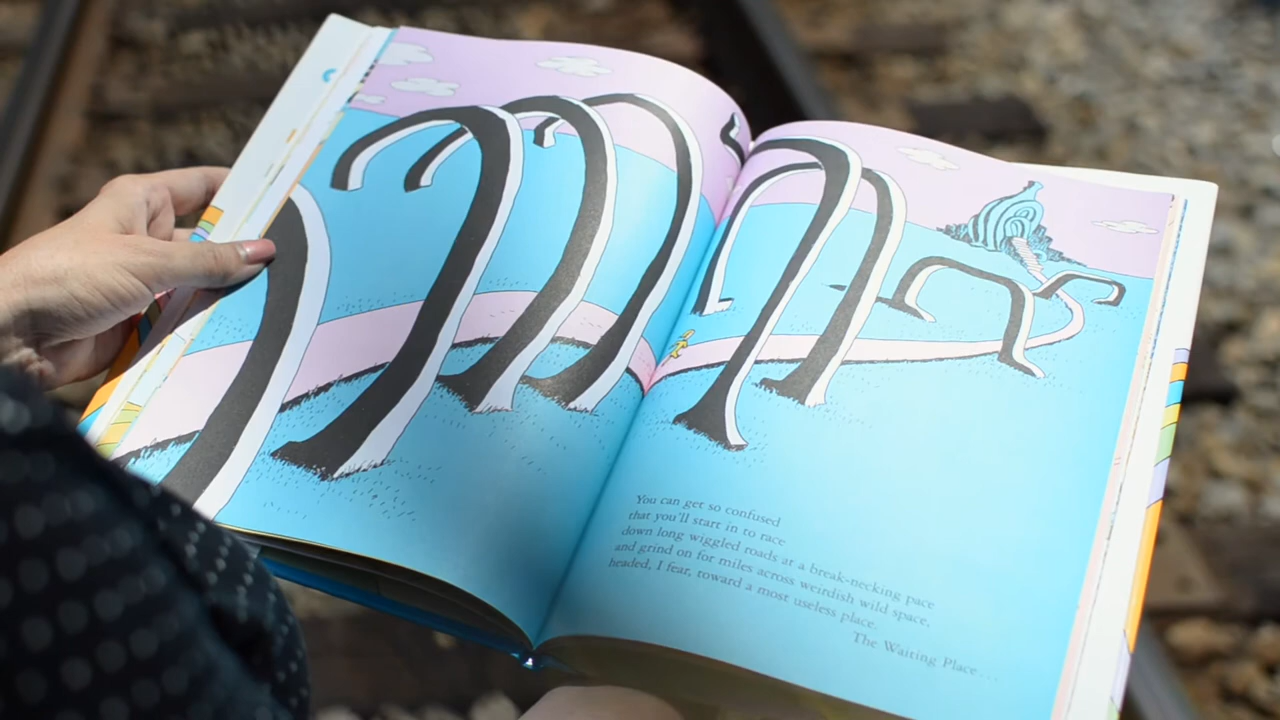 You can get so confused
that you'll start in to race
down long wiggled roads at a break-necking pace
and grind on for miles across weirdish wild space,
headed, I fear, toward a most useless place.
The Waiting Place...